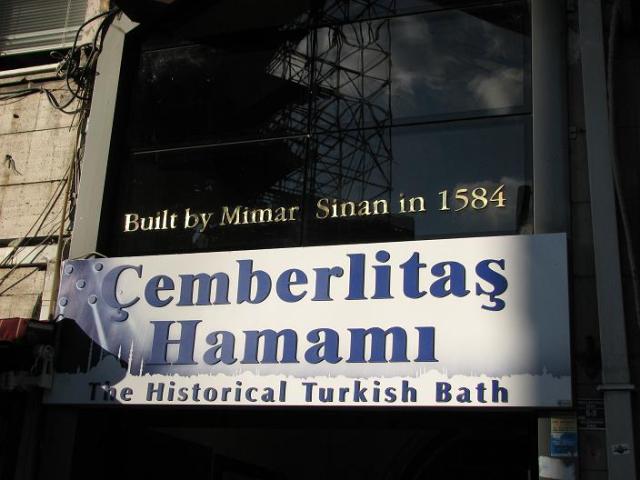 Built by Mimar Sinan in 1584
Çemberlitaş
Hamamı
The Historical Turkish Bath